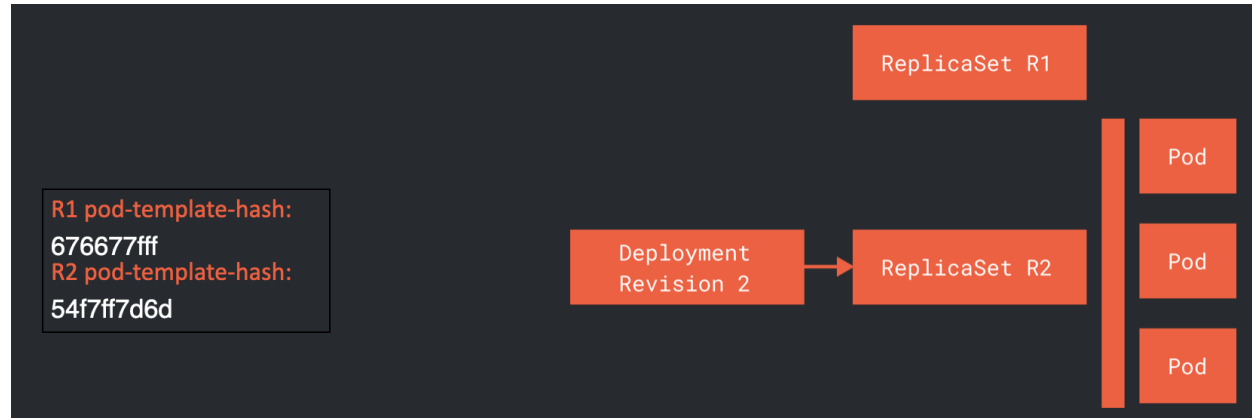 ReplicaSet R1
Pod
R1 pod-template-hash:
676677fff
R2 pod-template-hash:
54f7ff7d6d
Deployment
Revision 2
ReplicaSet R2
Pod
Pod